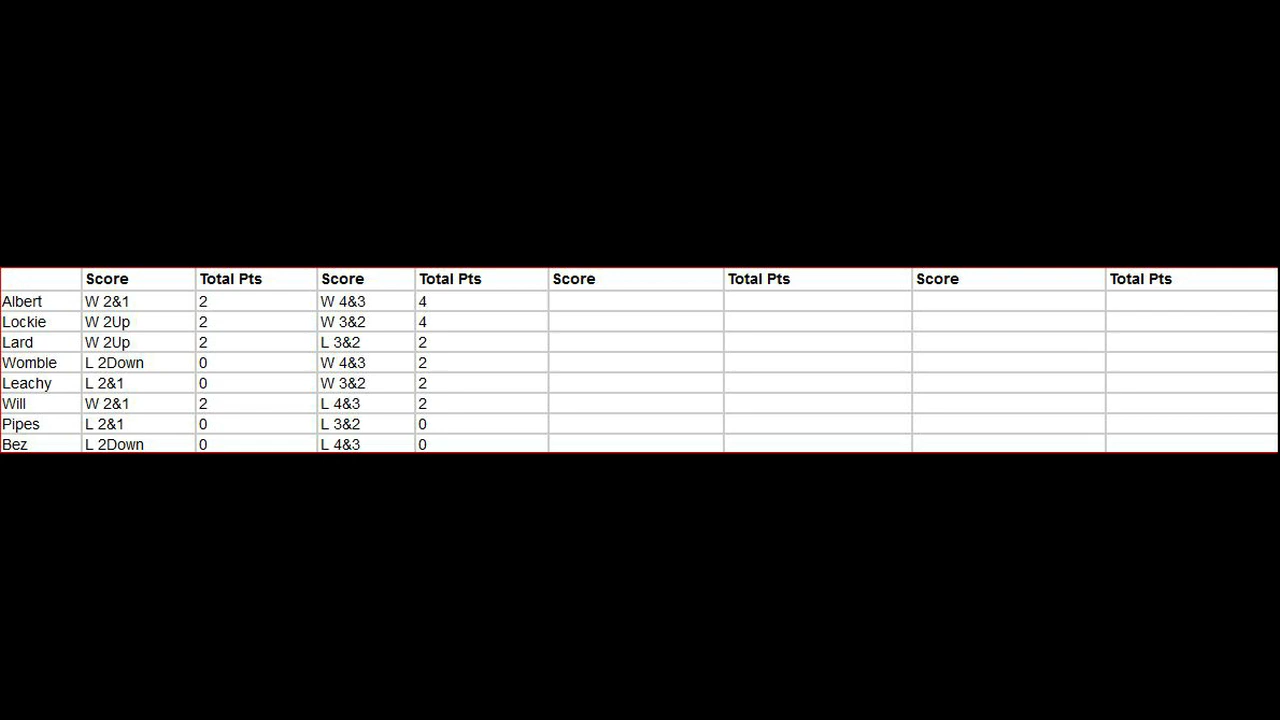 Score Total Pts Score Total Pts Score Total Pts Score Total Pts
Albert W 2&1 2 W 4&3 4
Lockie W 2Up 2 W 3&2 4
Lard W 2Up 2 L 3&2 2
Womble L 2Down 0 W 4&3 2
Leachy L 2&1 0 W 3&2 2
Will W 2&1 2 L 4&3 2
Pipes L 2&1 0 L 3&2 0
Bez L 2Down 0 L 4&3 0